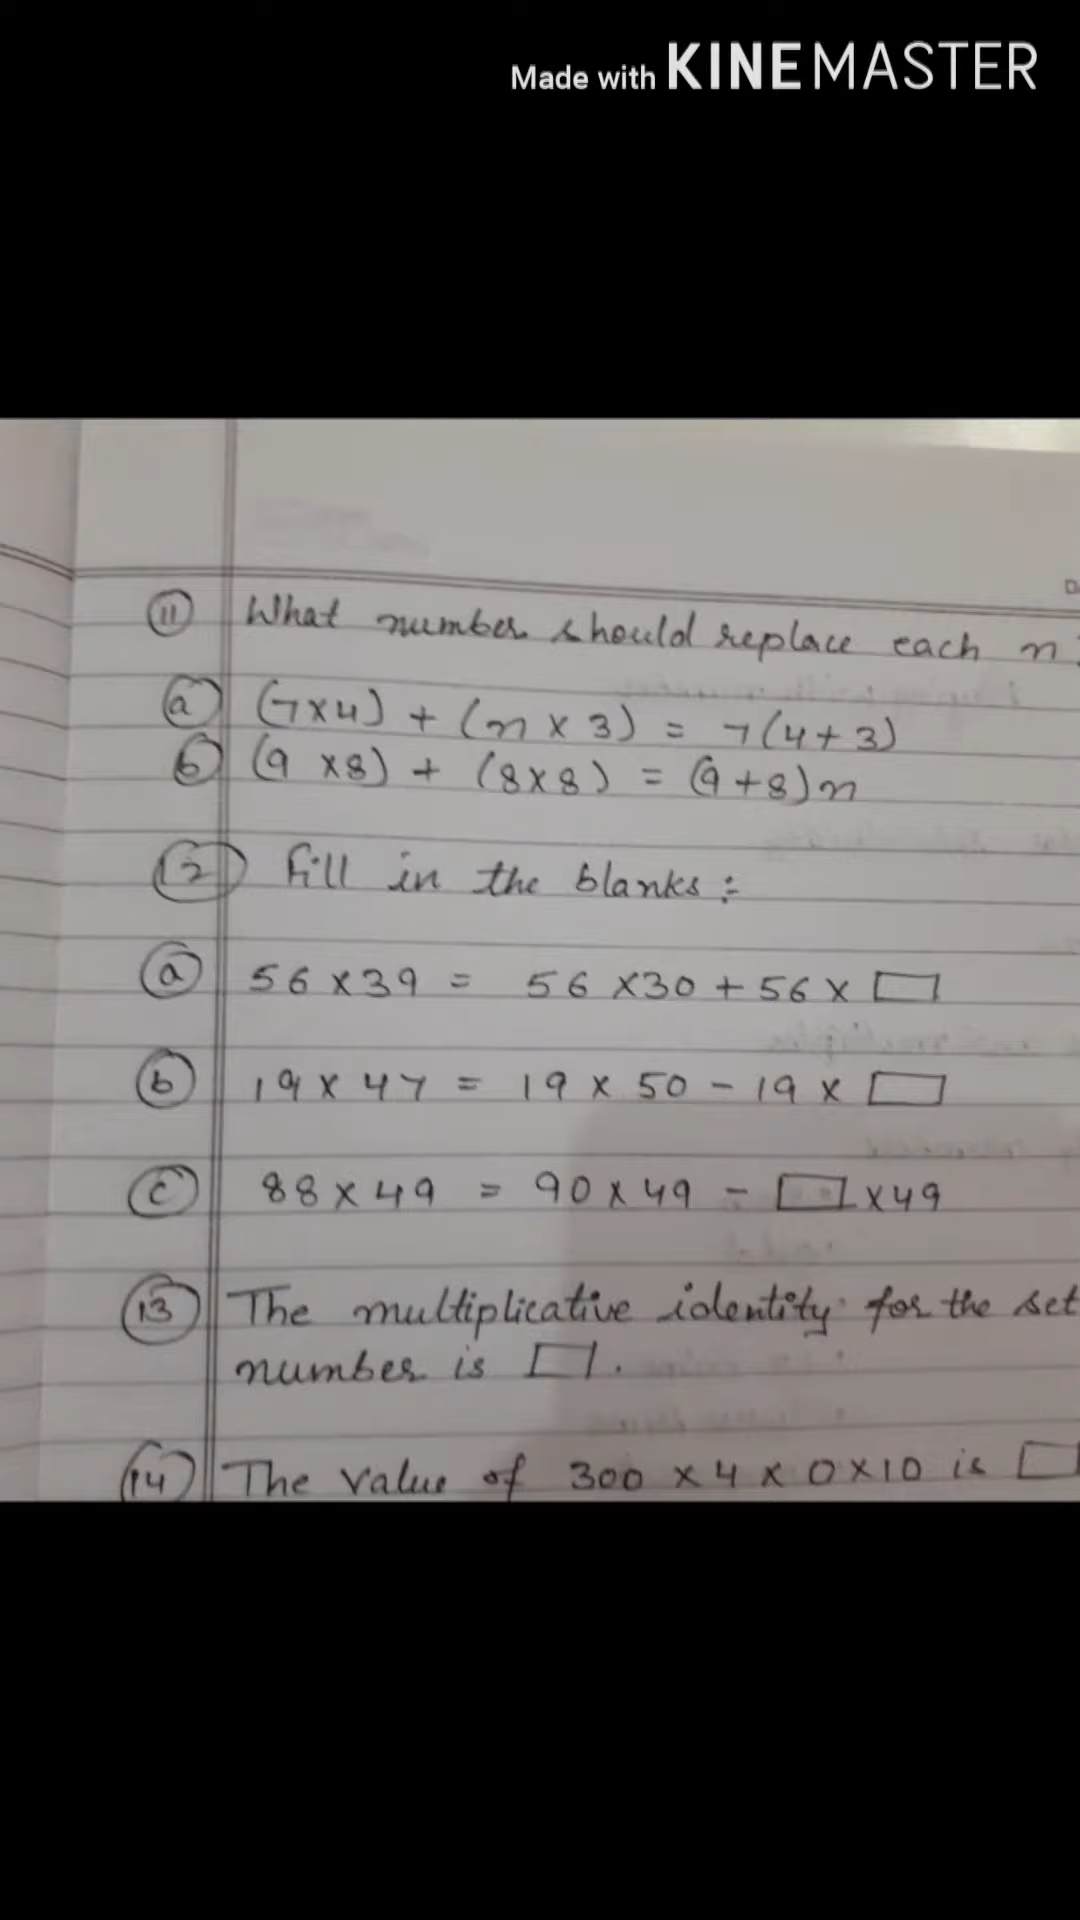 Made with KINEMASTER
11 What number should replace each n
a (7x4) + (n x 3) = 7(4+3)
b (9 x8) + (8x8) = (9+8)n
12 Fill in the blanks :-
a 56 x39 = 56 x30 + 56 x □
b 19 x 47 = 19 x 50 - 19 x □
c 88 x 49 = 90 x 49 - □ x49
13 The multiplicative identity for the set
number is □.
14 The value of 300 x 4 x 0x10 is □